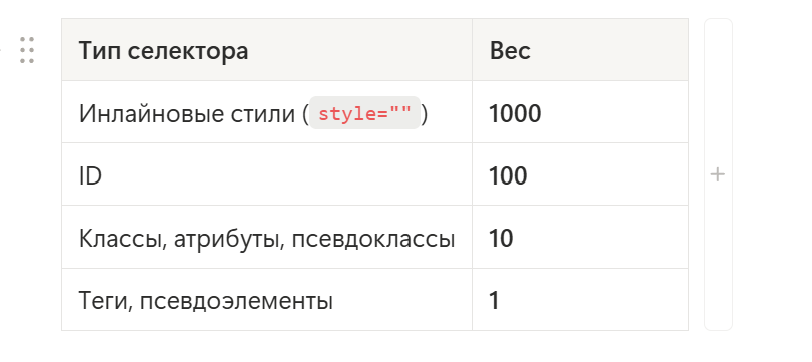 Тип селектора Вес
Инлайновые стили (style="") 1000
ID 100
Классы, атрибуты, псевдоклассы 10
Теги, псевдоэлементы 1